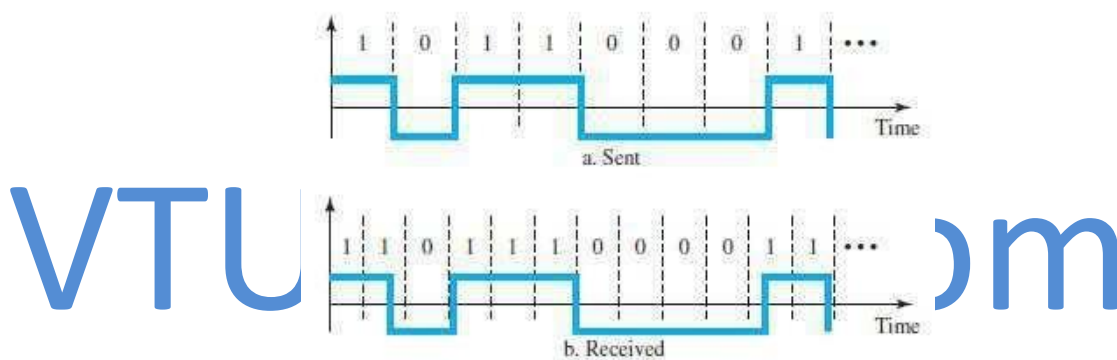 1 0 1 1 0 0 0 1 •••
Time
a. Sent
VTU om
1 1 0 1 1 1 0 0 0 0 1 1 •••
Time
b. Received